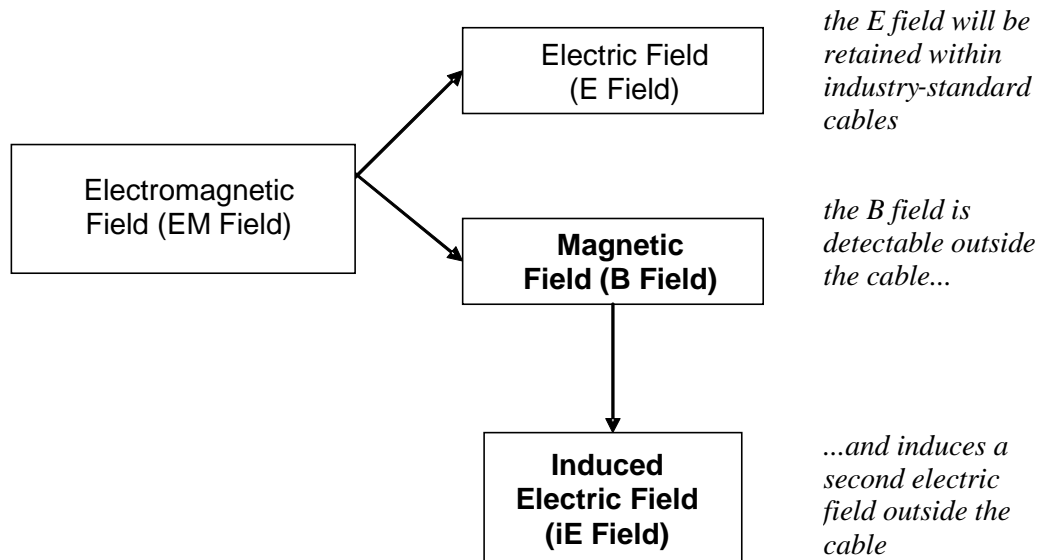 Electric Field
(E Field)
the E field will be
retained within
industry-standard
cables
Electromagnetic
Field (EM Field)
Magnetic
Field (B Field)
the B field is
detectable outside
the cable...
Induced
Electric Field
(iE Field)
...and induces a
second electric
field outside the
cable